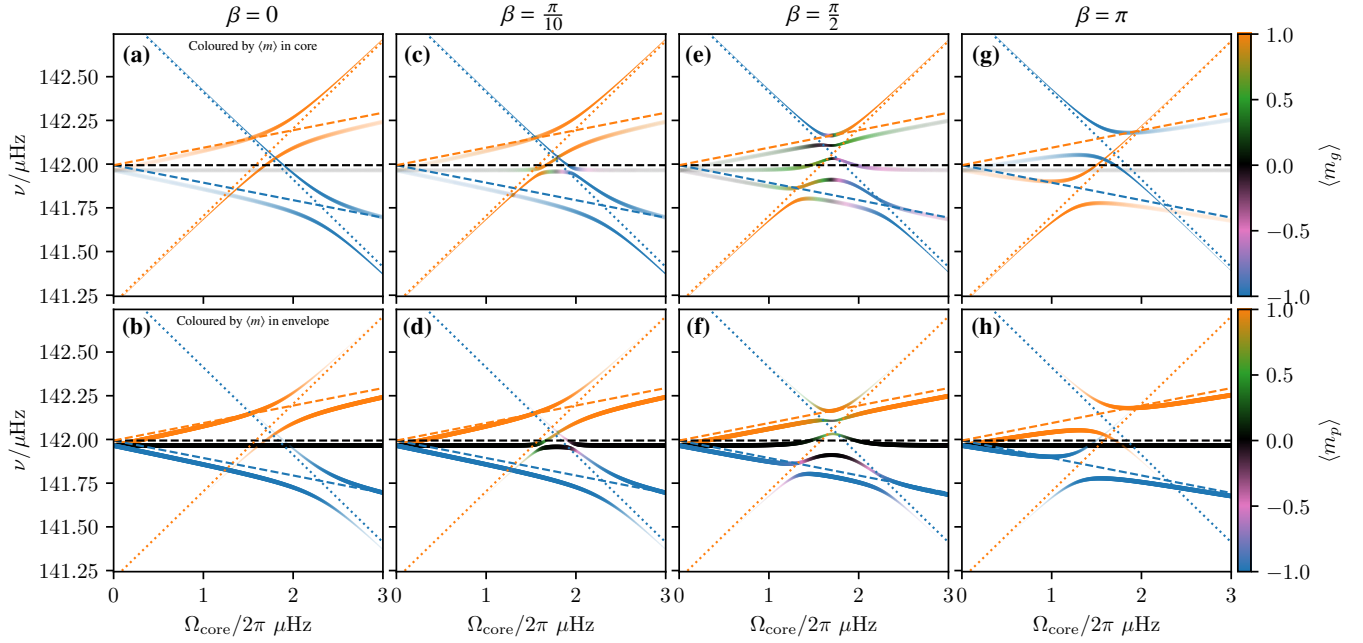 β = 0
β = π/10
β = π/2
β = π
(a) Coloured by ⟨m⟩ in core
(c)
(e)
(g)
142.50
142.25
142.00
141.75
141.50
141.25
ν/μHz
1.0
0.5
0.0
−0.5
−1.0
⟨m_g⟩
(b) Coloured by ⟨m⟩ in envelope
(d)
(f)
(h)
142.50
142.25
142.00
141.75
141.50
141.25
ν/μHz
1.0
0.5
0.0
−0.5
−1.0
⟨m_p⟩
0 1 2 3 0 1 2 3 0 1 2 3 0 1 2 3
Ω_core/2π μHz
Ω_core/2π μHz
Ω_core/2π μHz
Ω_core/2π μHz